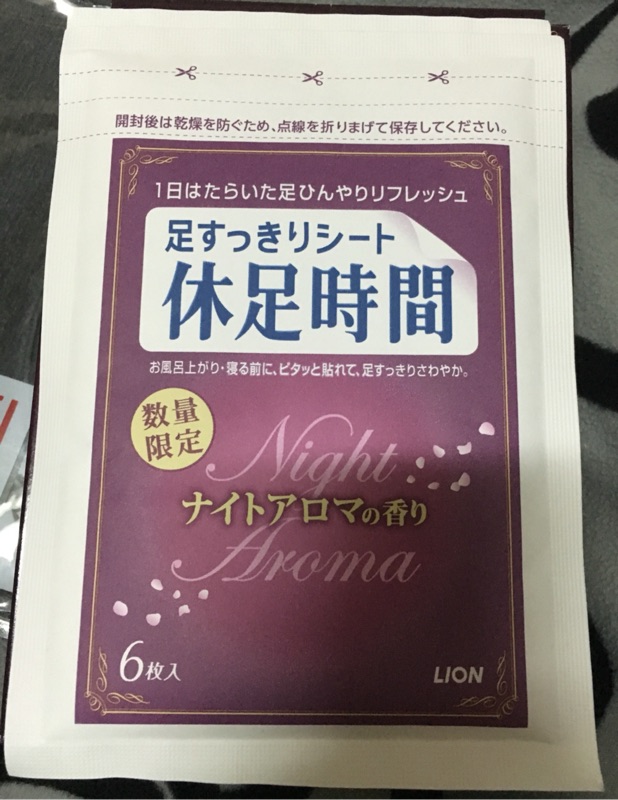 開封後は乾燥を防ぐため、点線を折りまげて保存してください。
1日はたらいた足ひんやりリフレッシュ
足すっきりシート
休足時間
お風呂上がり・寝る前に、ピタッと貼れて、足すっきりさわやか。
数量
限定
Night
ナイトアロマの香り
Aroma
6枚入
LION